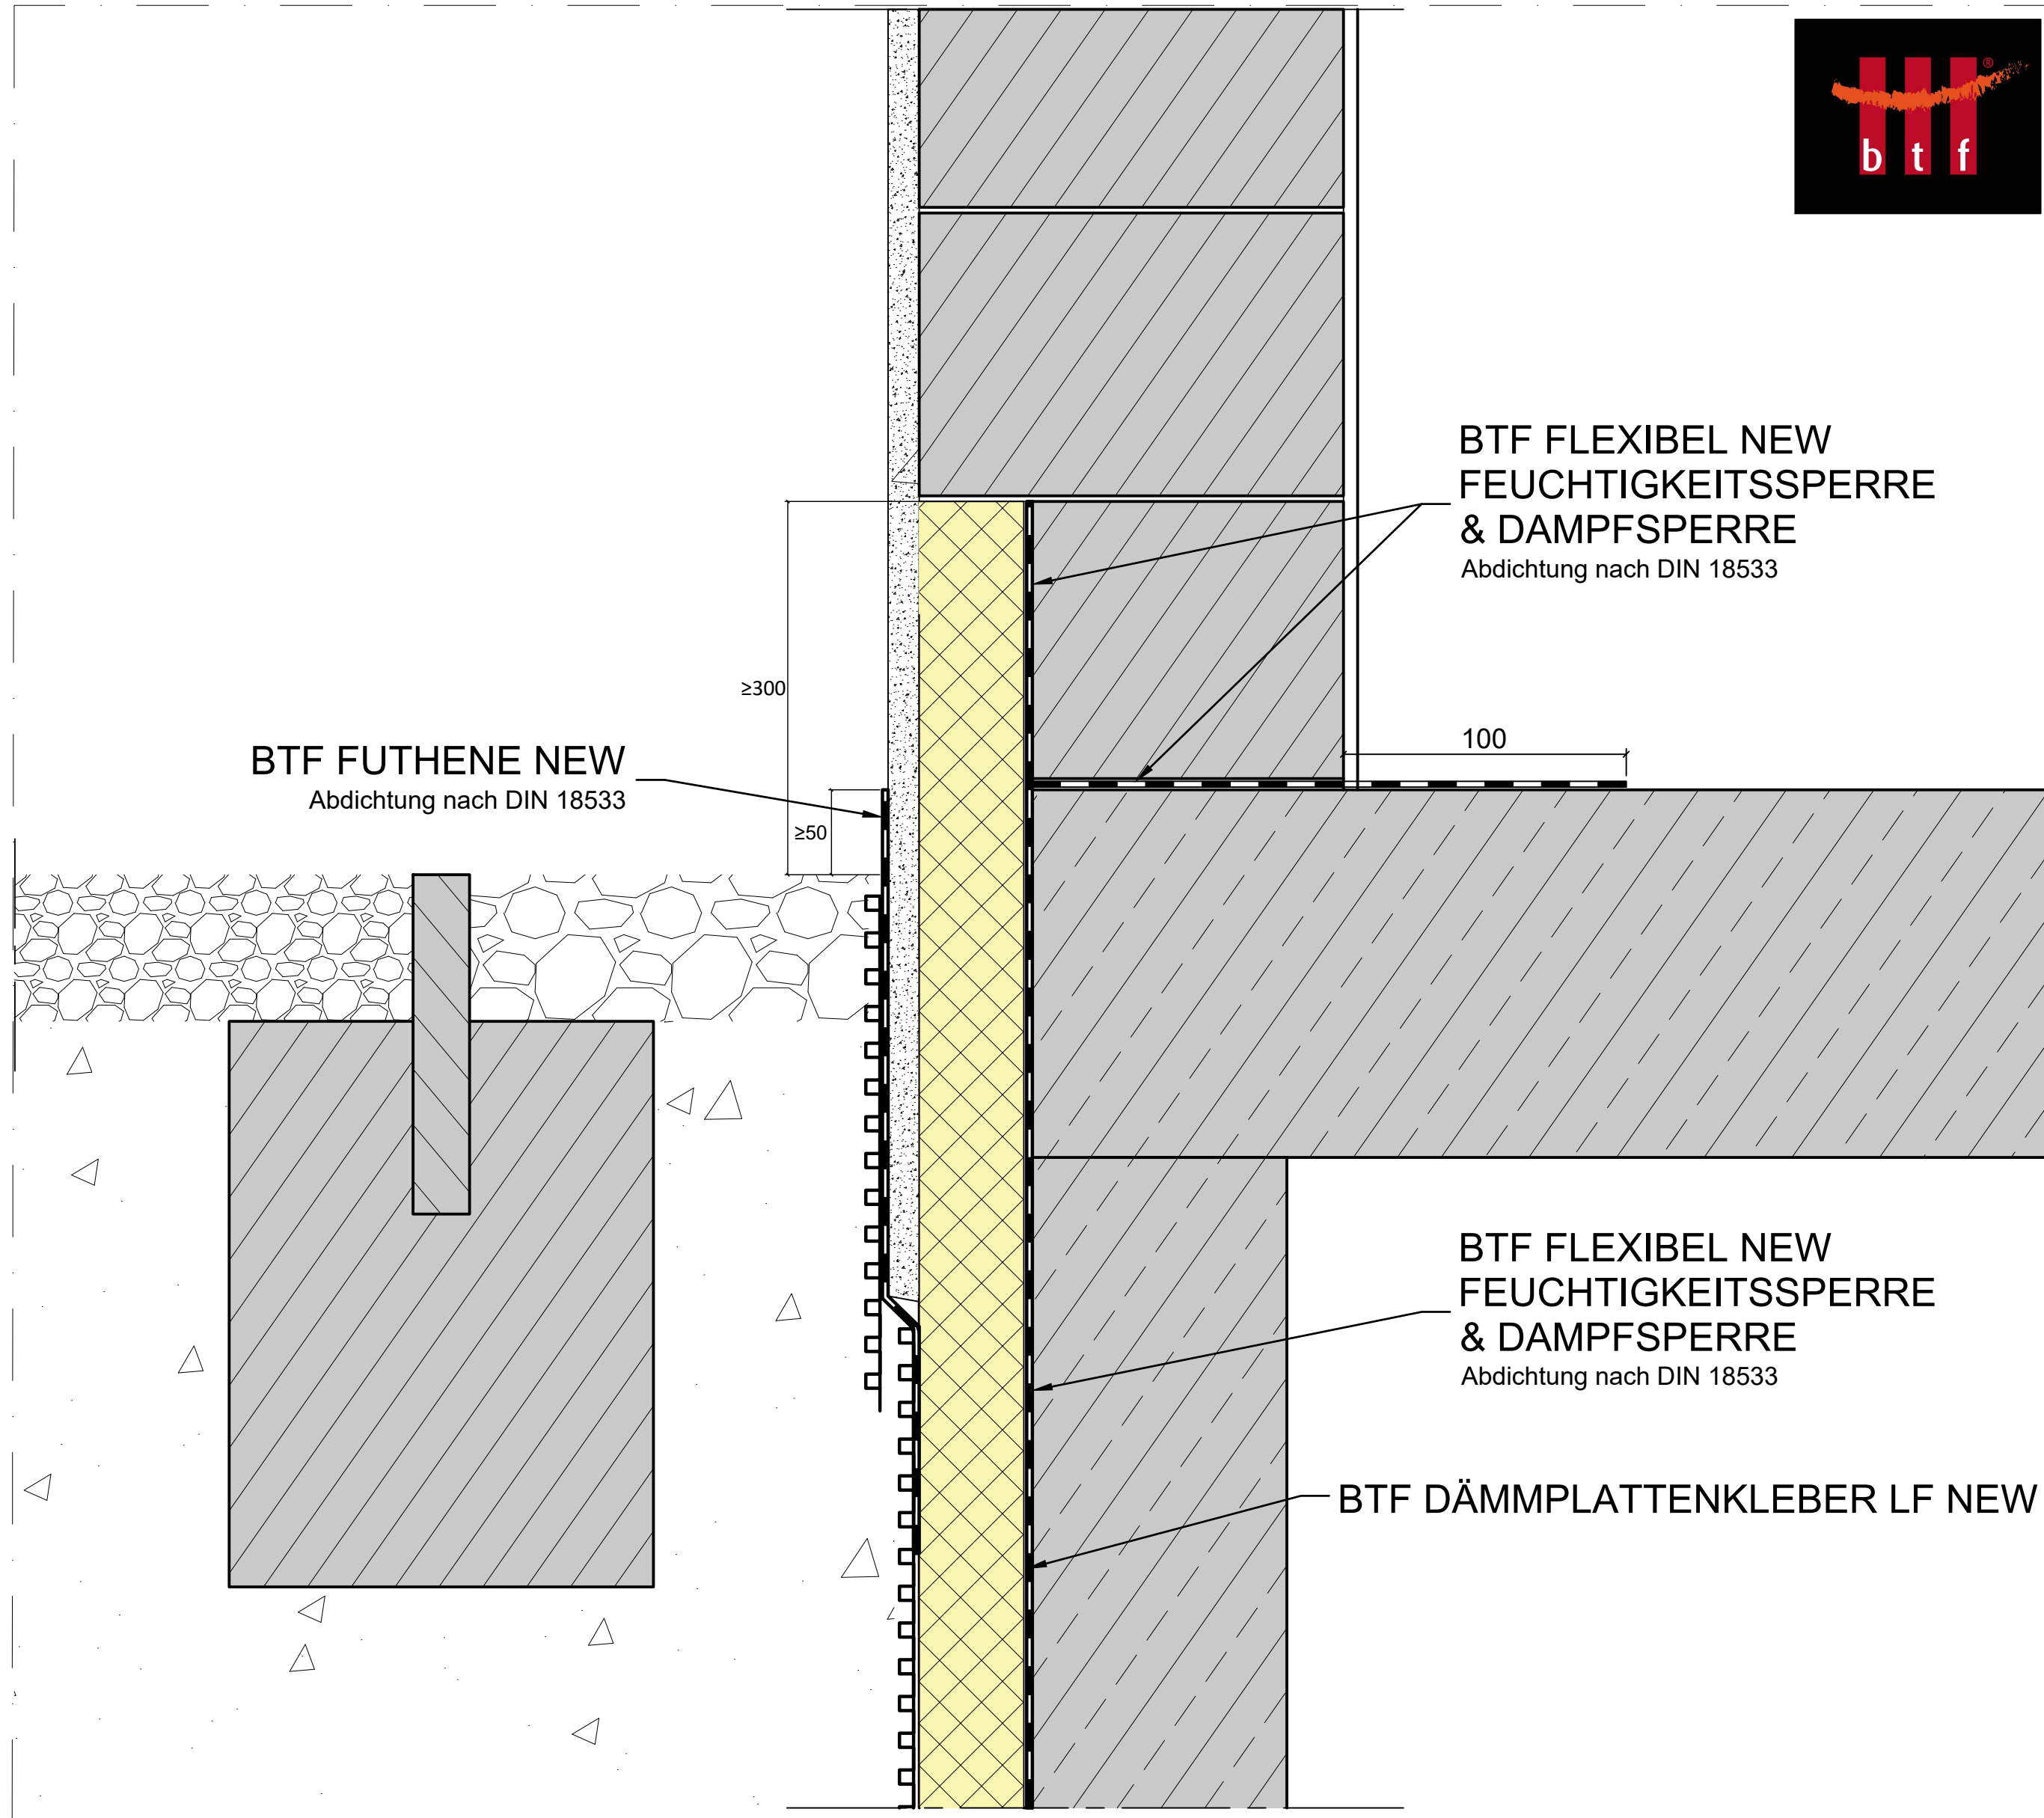 ® 
b t f
BTF FLEXIBEL NEW
FEUCHTIGKEITSSPERRE
& DAMPFSPERRE
Abdichtung nach DIN 18533
≥300
100
BTF FUTHENE NEW
Abdichtung nach DIN 18533
≥50
BTF FLEXIBEL NEW
FEUCHTIGKEITSSPERRE
& DAMPFSPERRE
Abdichtung nach DIN 18533
BTF DÄMMPLATTENKLEBER LF NEW